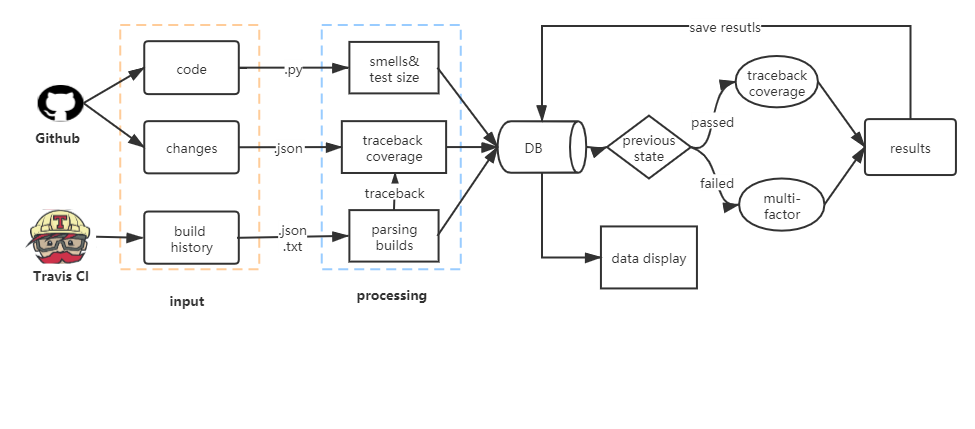 save resutls
code
.py
smells&
test size
traceback
coverage
Github
changes
.json
traceback
coverage
DB
previous
state
passed
results
traceback
failed
multi-
factor
T
build
history
.json
.txt
parsing
builds
data display
Travis CI
input
processing